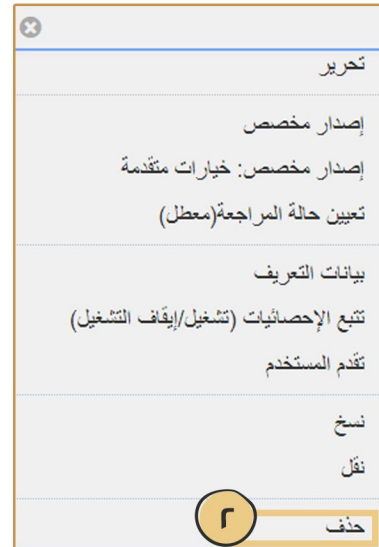 تحرير
إصدار مخصص
إصدار مخصص: خيارات متقدمة
تعيين حالة المراجعة(معطل)
بيانات التعريف
تتبع الإحصائيات (تشغيل/إيقاف التشغيل)
تقدم المستخدم
نسخ
نقل
حذف
٢